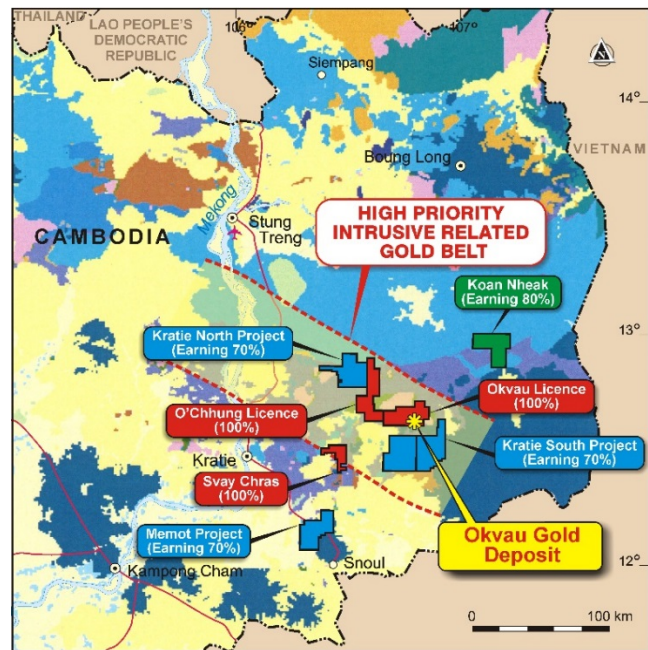 THAILAND
LAO PEOPLE'S
DEMOCRATIC
REPUBLIC
106°
107°
Siempang
N
14°
VIETNAM
Boung Long
Mekong
Stung
Treng
CAMBODIA
HIGH PRIORITY
INTRUSIVE RELATED
GOLD BELT
Koan Nheak
(Earning 80%)
13°
Kratie North Project
(Earning 70%)
Okvau Licence
(100%)
O'Chhung Licence
(100%)
Kratie South Project
(Earning 70%)
Kratie
Svay Chras
(100%)
Memot Project
(Earning 70%)
Okvau Gold
Deposit
12°
Snoul
Kampong Cham
0 100 km